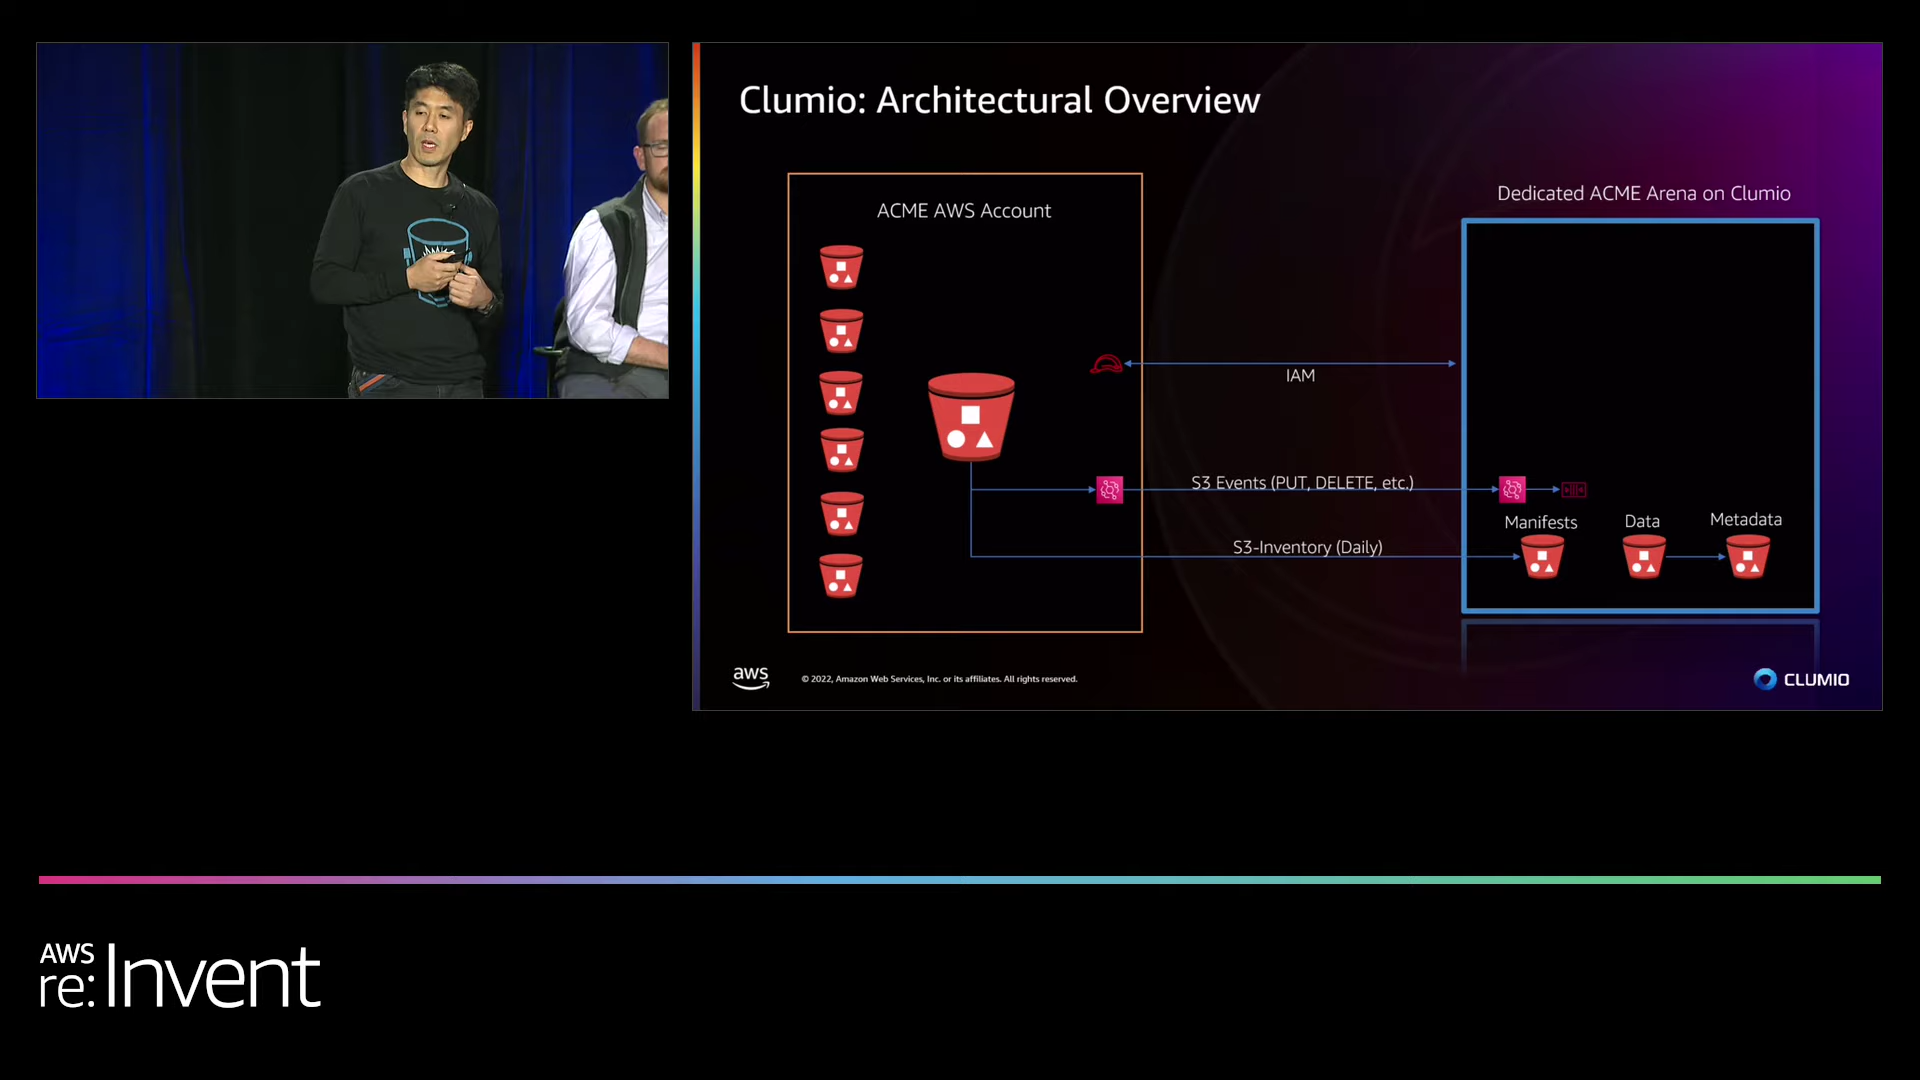 Clumio: Architectural Overview
ACME AWS Account
Dedicated ACME Arena on Clumio
IAM
S3 Events (PUT, DELETE, etc.)
Manifests
Data
Metadata
S3-Inventory (Daily)
aws
© 2022, Amazon Web Services, Inc. or its affiliates. All rights reserved.
CLUMIO
AWS
re:Invent